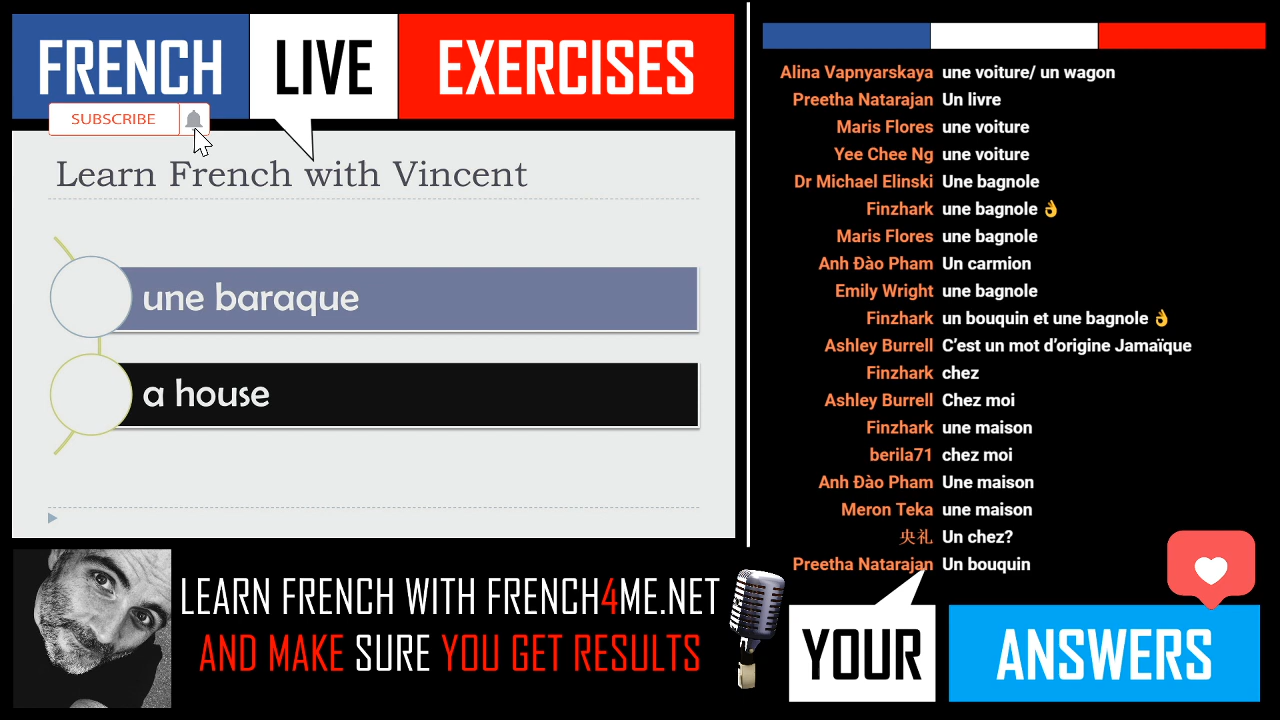 FRENCH LIVE EXERCISES
SUBSCRIBE
Learn French with Vincent
une baraque
a house
LEARN FRENCH WITH FRENCH4ME.NET
AND MAKE SURE YOU GET RESULTS
Alina Vapnyarskaya une voiture/ un wagon
Preetha Natarajan Un livre
Maris Flores une voiture
Yee Chee Ng une voiture
Dr Michael Elinski Une bagnole
Finzhark une bagnole 👌
Maris Flores une bagnole
Anh Đào Pham Un carmion
Emily Wright une bagnole
Finzhark un bouquin et une bagnole 👌
Ashley Burrell C’est un mot d’origine Jamaïque
Finzhark chez
Ashley Burrell Chez moi
Finzhark une maison
berila71 chez moi
Anh Đào Pham Une maison
Meron Teka une maison
央礼 Un chez?
Preetha Natarajan Un bouquin
YOUR ANSWERS